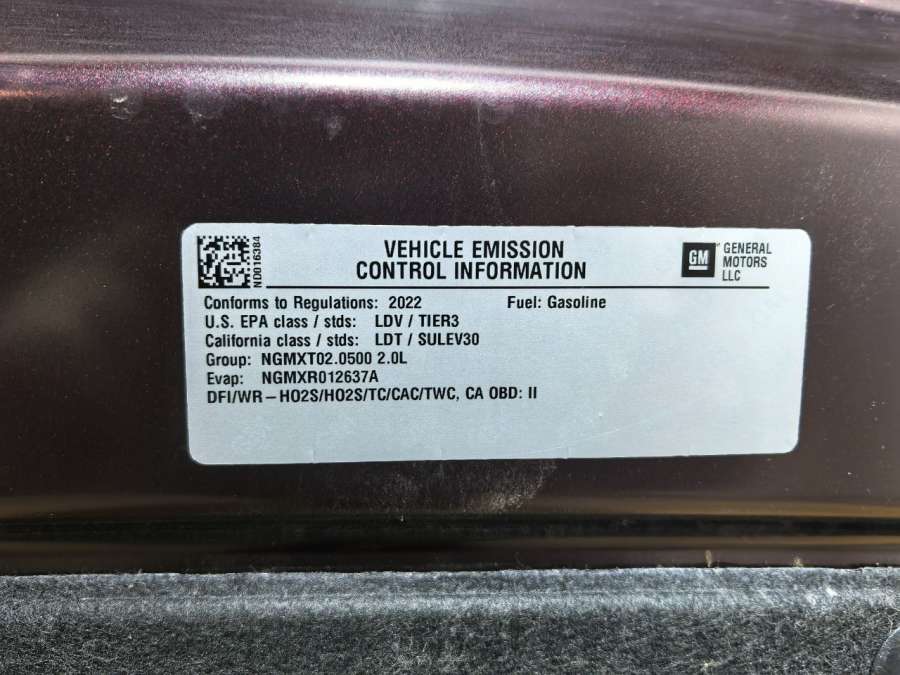 ND016384
VEHICLE EMISSION
CONTROL INFORMATION
GM
GENERAL
MOTORS
LLC
Conforms to Regulations: 2022 Fuel: Gasoline
U.S. EPA class / stds: LDV / TIER3
California class / stds: LDT / SULEV30
Group: NGMXT02.0500 2.0L
Evap: NGMXR012637A
DFI/WR–HO2S/HO2S/TC/CAC/TWC, CA OBD: II